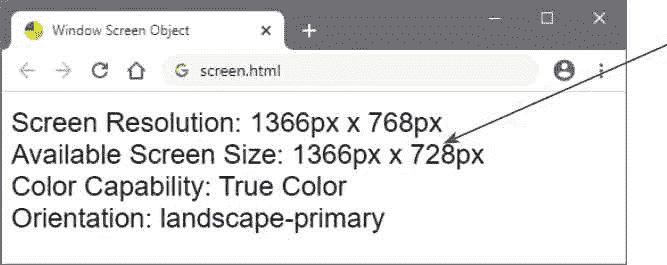 Window Screen Object
screen.html
Screen Resolution: 1366px x 768px
Available Screen Size: 1366px x 728px
Color Capability: True Color
Orientation: landscape-primary